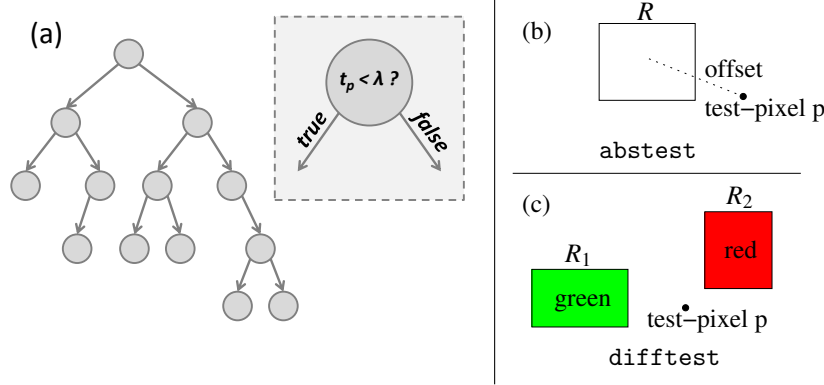 (a)
t_p < λ ?
true
false
(b)
R
offset
test-pixel p
abstest
(c)
R_2
R_1
red
green
test-pixel p
difftest